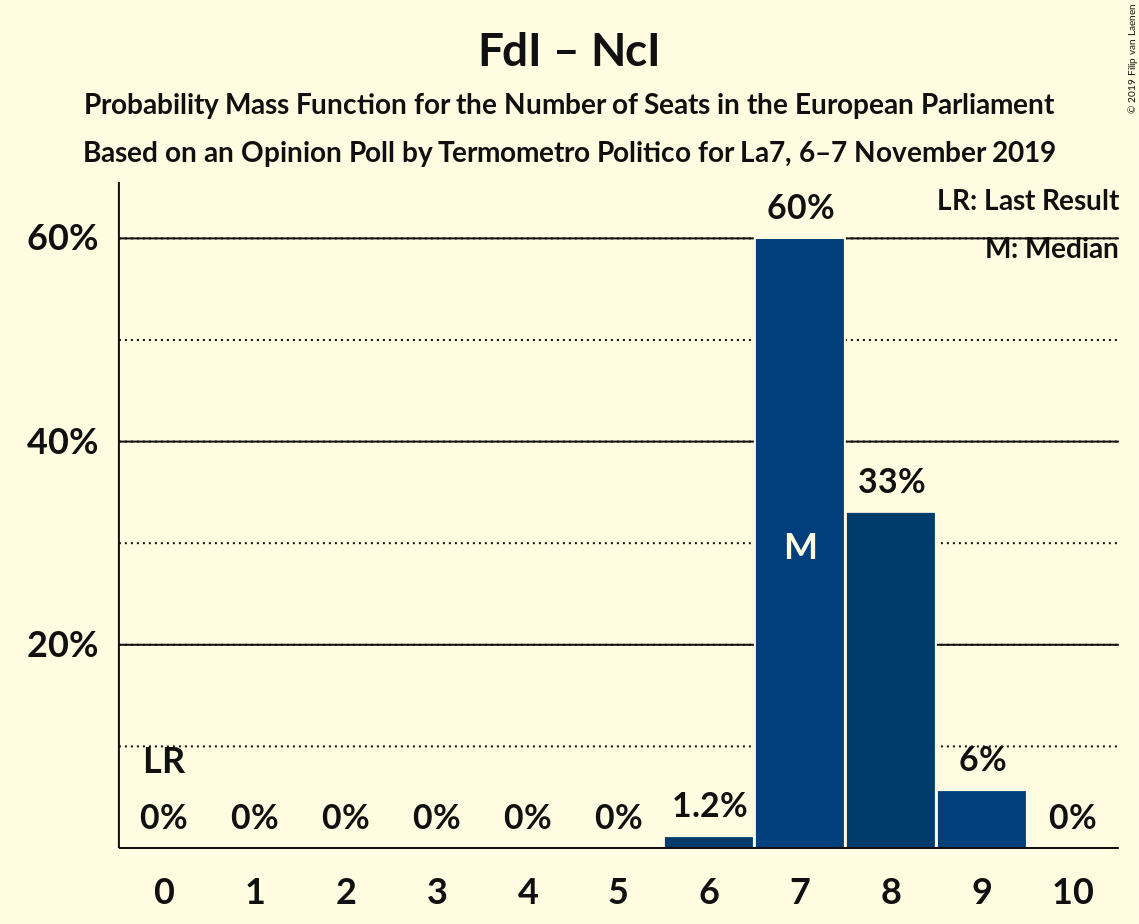 FdI – NcI
Probability Mass Function for the Number of Seats in the European Parliament
Based on an Opinion Poll by Termometro Politico for La7, 6–7 November 2019
© 2019 Filip van Laenen
LR: Last Result
M: Median
60%
40%
20%
60%
33%
M
LR
6%
1.2%
0% 0% 0% 0% 0% 0% 0%
0 1 2 3 4 5 6 7 8 9 10